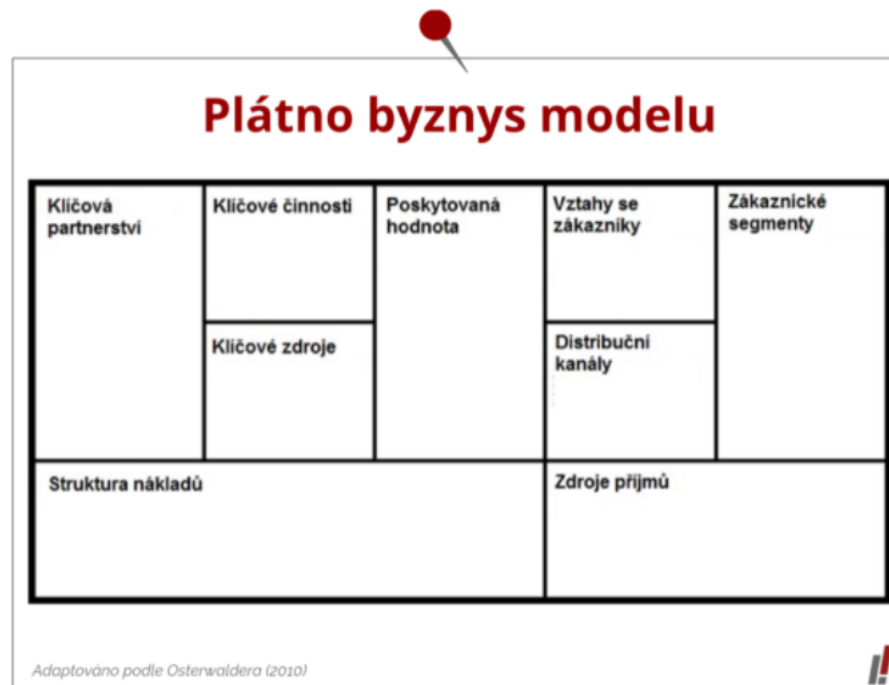 Plátno byznys modelu
Klíčová
partnerství
Klíčové činnosti
Klíčové zdroje
Poskytovaná
hodnota
Vztahy se
zákazníky
Distribuční
kanály
Zákaznické
segmenty
Struktura nákladů
Zdroje příjmů
Adaptováno podle Osterwaldera (2010)